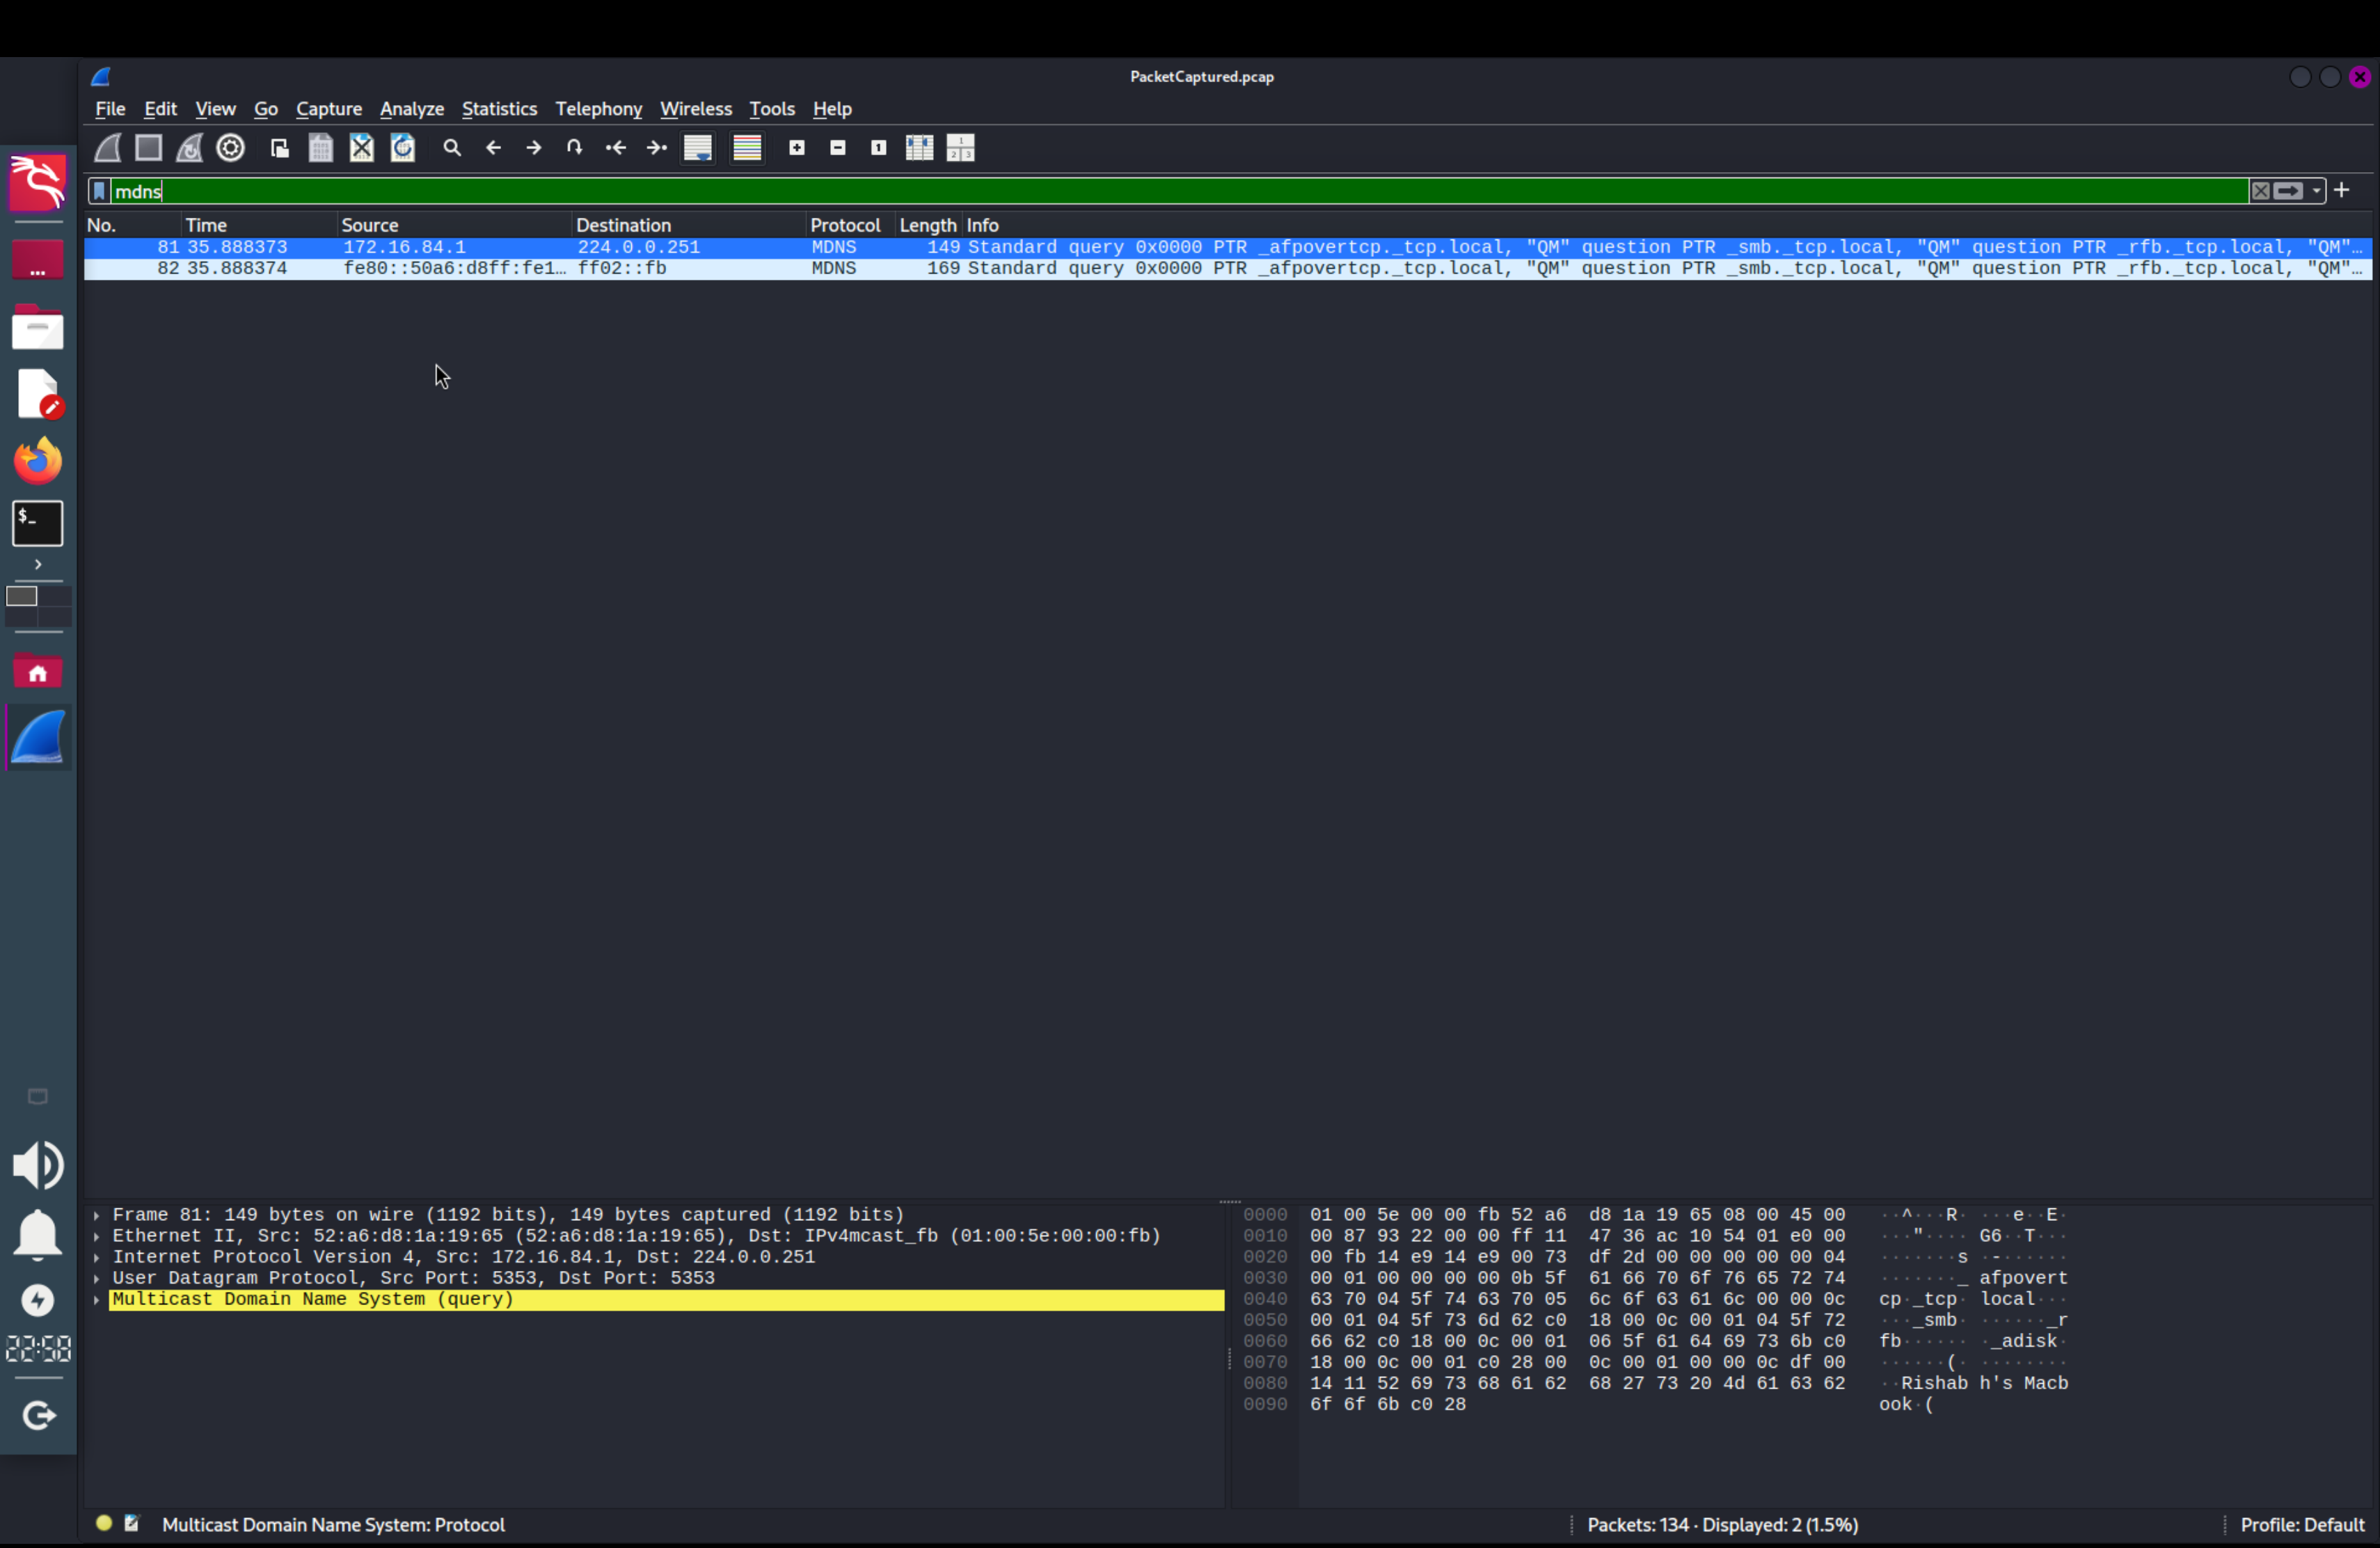 PacketCaptured.pcap
File Edit View Go Capture Analyze Statistics Telephony Wireless Tools Help
mdns
No. Time Source Destination Protocol Length Info
81 35.888373 172.16.84.1 224.0.0.251 MDNS 149 Standard query 0x0000 PTR _afpovertcp._tcp.local, "QM" question PTR _smb._tcp.local, "QM" question PTR _rfb._tcp.local, "QM"…
82 35.888374 fe80::50a6:d8ff:fe1… ff02::fb MDNS 169 Standard query 0x0000 PTR _afpovertcp._tcp.local, "QM" question PTR _smb._tcp.local, "QM" question PTR _rfb._tcp.local, "QM"…
$_
22:58
Frame 81: 149 bytes on wire (1192 bits), 149 bytes captured (1192 bits)
Ethernet II, Src: 52:a6:d8:1a:19:65 (52:a6:d8:1a:19:65), Dst: IPv4mcast_fb (01:00:5e:00:00:fb)
Internet Protocol Version 4, Src: 172.16.84.1, Dst: 224.0.0.251
User Datagram Protocol, Src Port: 5353, Dst Port: 5353
Multicast Domain Name System (query)
0000 01 00 5e 00 00 fb 52 a6 d8 1a 19 65 08 00 45 00 ··^···R· ···e··E·
0010 00 87 93 22 00 00 ff 11 47 36 ac 10 54 01 e0 00 ···"···· G6··T···
0020 00 fb 14 e9 14 e9 00 73 df 2d 00 00 00 00 00 04 ·······s ·-······
0030 00 01 00 00 00 00 0b 5f 61 66 70 6f 76 65 72 74 ·······_ afpovert
0040 63 70 04 5f 74 63 70 05 6c 6f 63 61 6c 00 00 0c cp·_tcp· local···
0050 00 01 04 5f 73 6d 62 c0 18 00 0c 00 01 04 5f 72 ···_smb· ······_r
0060 66 62 c0 18 00 0c 00 01 06 5f 61 64 69 73 6b c0 fb······ ·_adisk·
0070 18 00 0c 00 01 c0 28 00 0c 00 01 00 00 0c df 00 ······(· ········
0080 14 11 52 69 73 68 61 62 68 27 73 20 4d 61 63 62 ··Rishab h's Macb
0090 6f 6f 6b c0 28 ook·(
Multicast Domain Name System: Protocol
Packets: 134 · Displayed: 2 (1.5%)
Profile: Default